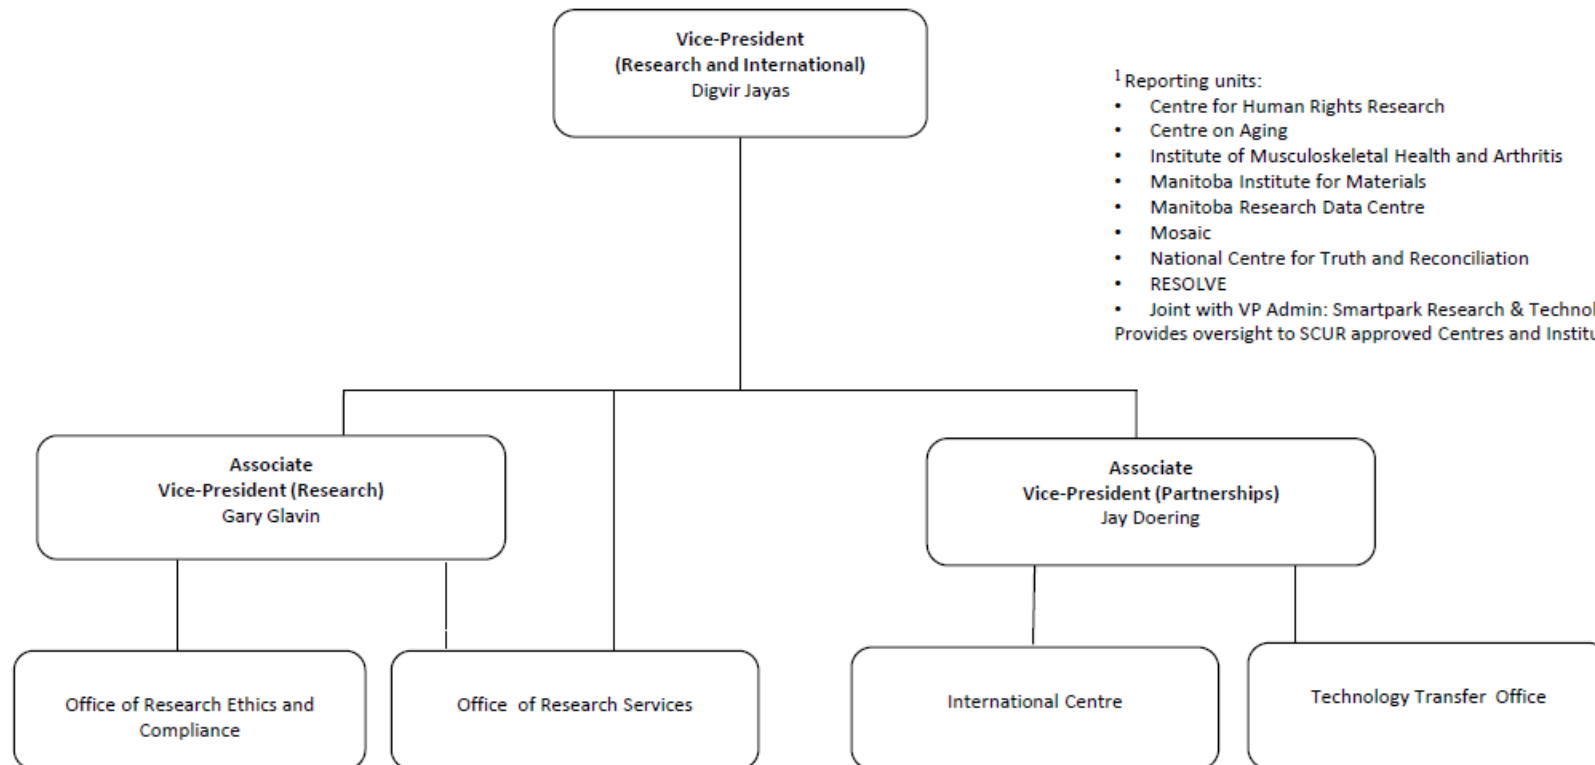 Vice-President
(Research and International)
Digvir Jayas
1 Reporting units:
• Centre for Human Rights Research
• Centre on Aging
• Institute of Musculoskeletal Health and Arthritis
• Manitoba Institute for Materials
• Manitoba Research Data Centre
• Mosaic
• National Centre for Truth and Reconciliation
• RESOLVE
• Joint with VP Admin: Smartpark Research & Technol
Provides oversight to SCUR approved Centres and Institu
Associate
Vice-President (Research)
Gary Glavin
Associate
Vice-President (Partnerships)
Jay Doering
Office of Research Ethics and
Compliance
Office of Research Services
International Centre
Technology Transfer Office